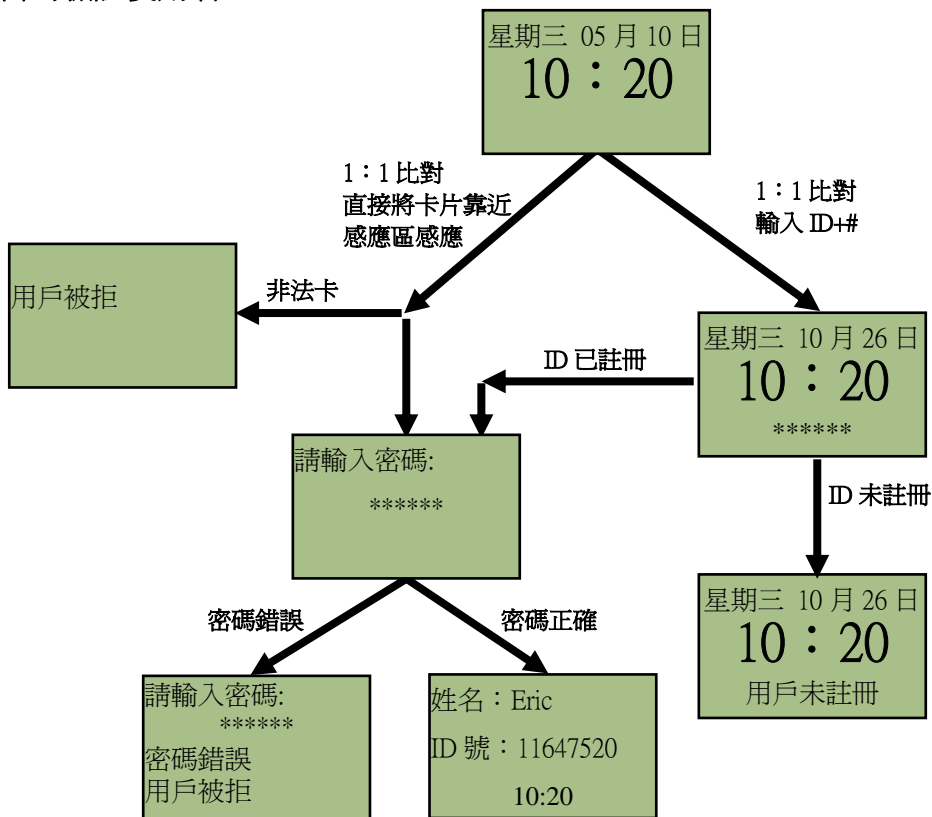 星期三 05 月 10 日
10：20
1：1 比對
直接將卡片靠近
感應區感應
1：1 比對
輸入 ID+#
用戶被拒
非法卡
ID 已註冊
星期三 10 月 26 日
10：20
******
請輸入密碼:
******
ID 未註冊
密碼錯誤
密碼正確
星期三 10 月 26 日
10：20
用戶未註冊
請輸入密碼:
******
密碼錯誤
用戶被拒
姓名：Eric
ID 號：11647520
10:20